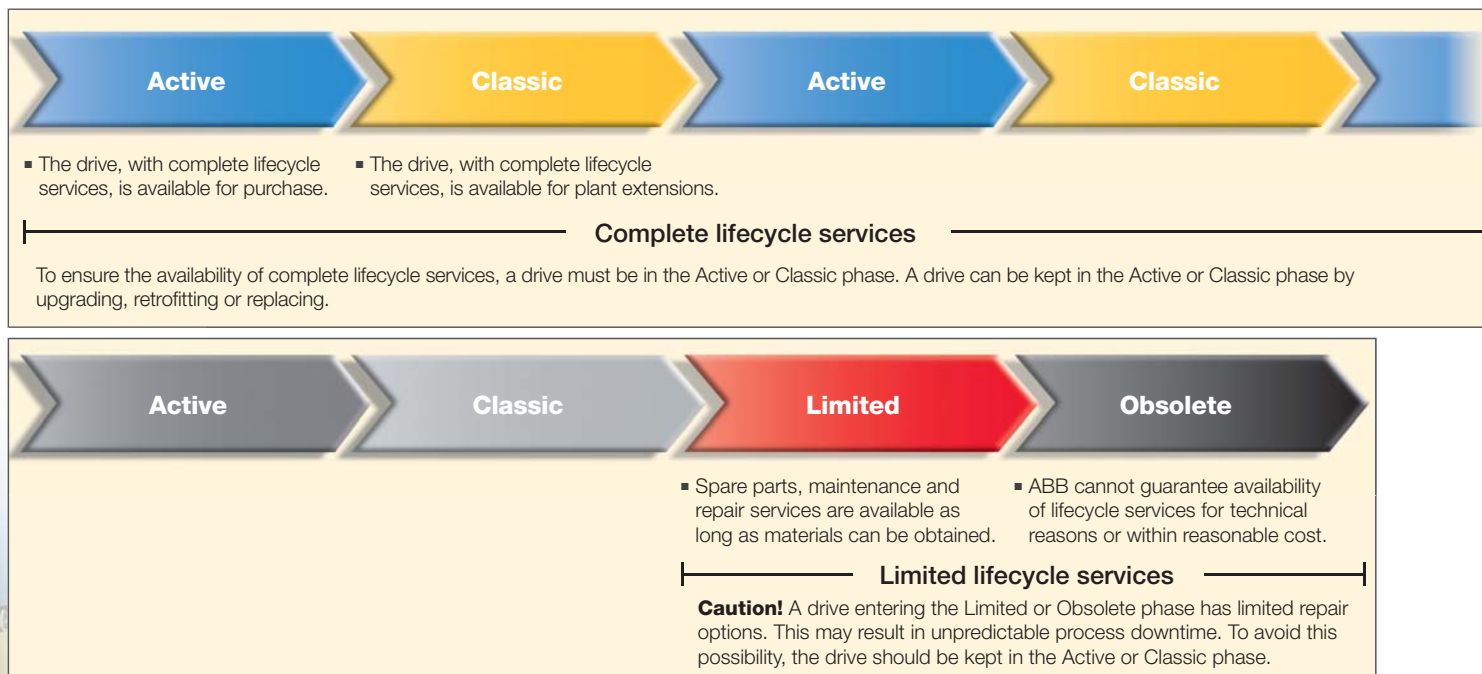 Active
Classic
Active
Classic
■ The drive, with complete lifecycle
services, is available for purchase.
■ The drive, with complete lifecycle
services, is available for plant extensions.
Complete lifecycle services
To ensure the availability of complete lifecycle services, a drive must be in the Active or Classic phase. A drive can be kept in the Active or Classic phase by
upgrading, retrofitting or replacing.
Active
Classic
Limited
Obsolete
■ Spare parts, maintenance and
repair services are available as
long as materials can be obtained.
■ ABB cannot guarantee availability
of lifecycle services for technical
reasons or within reasonable cost.
Limited lifecycle services
Caution! A drive entering the Limited or Obsolete phase has limited repair
options. This may result in unpredictable process downtime. To avoid this
possibility, the drive should be kept in the Active or Classic phase.